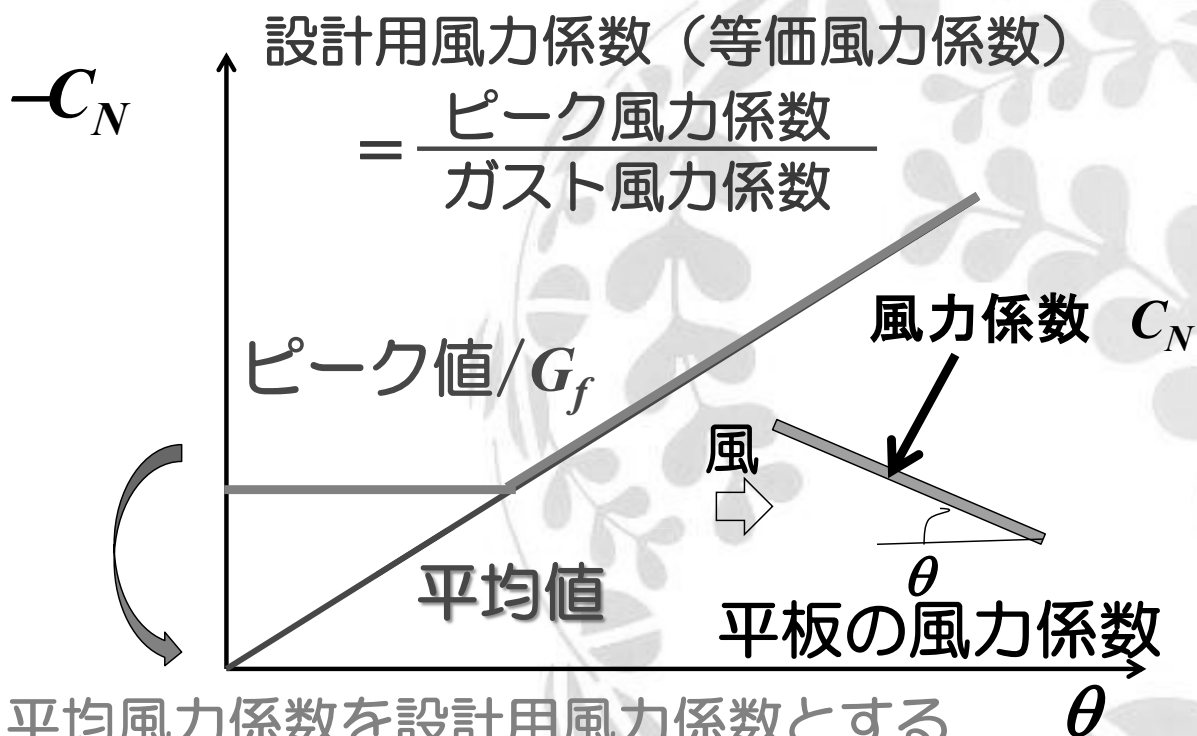 設計用風力係数（等価風力係数）
−C_N
＝ ピーク風力係数
ガスト風力係数
風力係数 C_N
ピーク値/G_f
風
θ
平均値
平板の風力係数
θ
平均風力係数を設計用風力係数とする